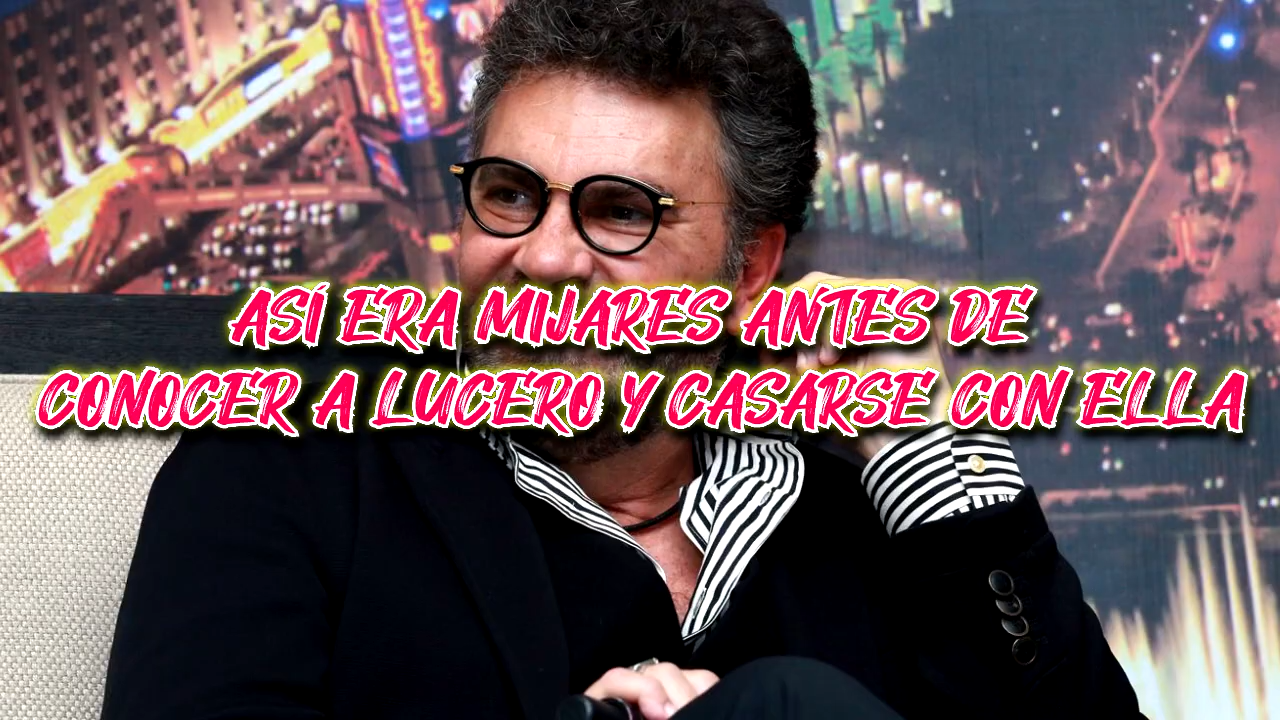 ASÍ ERA MIJARES ANTES DE
CONOCER A LUCERO Y CASARSE CON ELLA